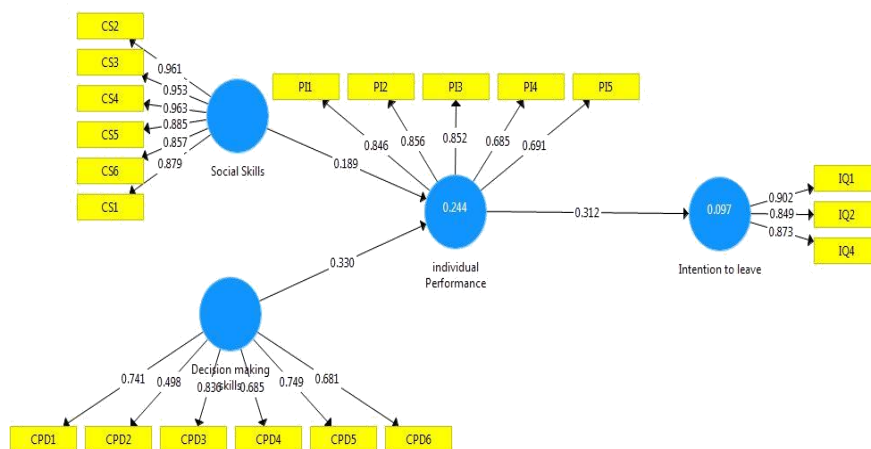 CS2
CS3
CS4
CS5
CS6
CS1
0.961
0.953
0.963
0.885
0.857
0.879
Social Skills
PI1
PI2
PI3
PI4
PI5
0.846
0.856
0.852
0.685
0.691
0.189
0.244
individual
Performance
0.330
0.312
0.097
Intention to leave
IQ1
IQ2
IQ4
0.902
0.849
0.873
Decision making
skills
0.741
0.498
0.836
0.685
0.749
0.681
CPD1
CPD2
CPD3
CPD4
CPD5
CPD6